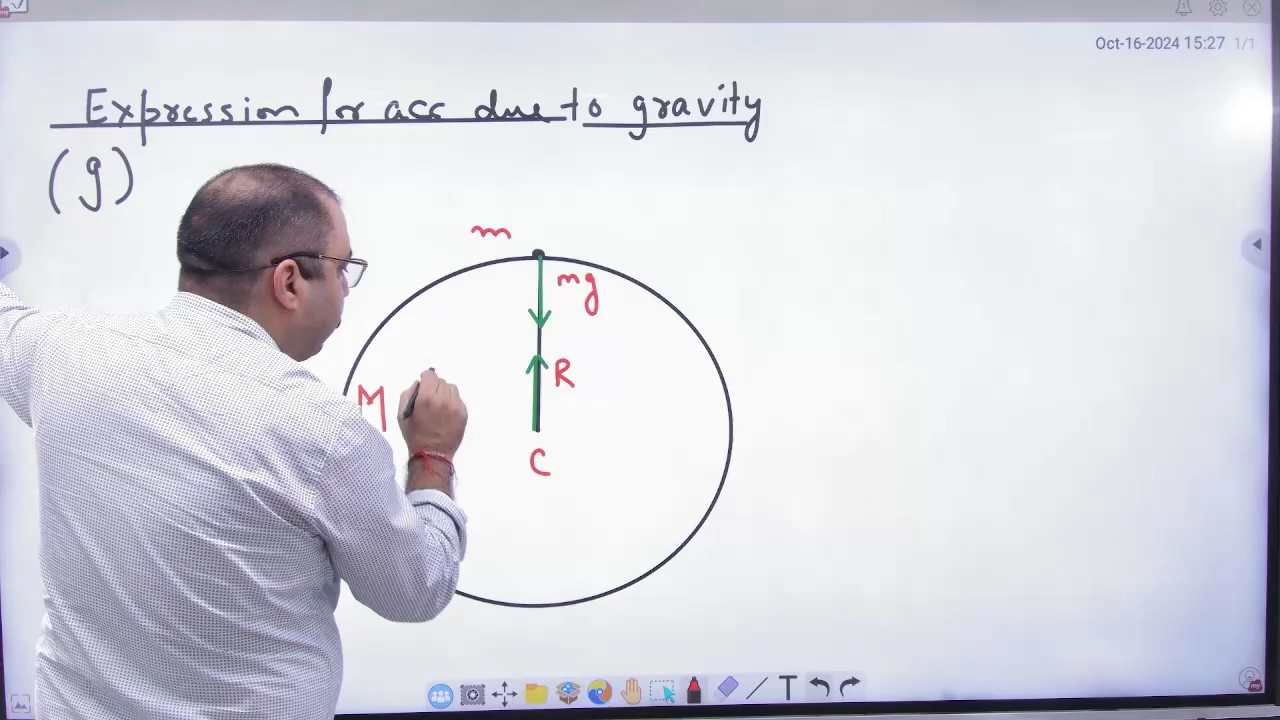 Oct-16-2024 15:27 1/1
Expression for acc due to gravity
(g)
m
mg
R
M
C
T